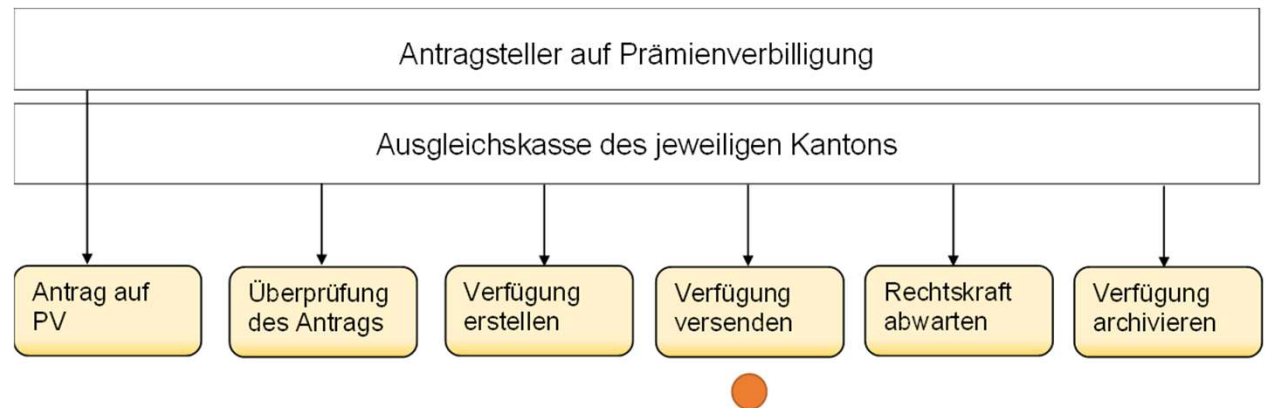 Antragsteller auf Prämienverbilligung
Ausgleichskasse des jeweiligen Kantons
Antrag auf
PV
Überprüfung
des Antrags
Verfügung
erstellen
Verfügung
versenden
Rechtskraft
abwarten
Verfügung
archivieren